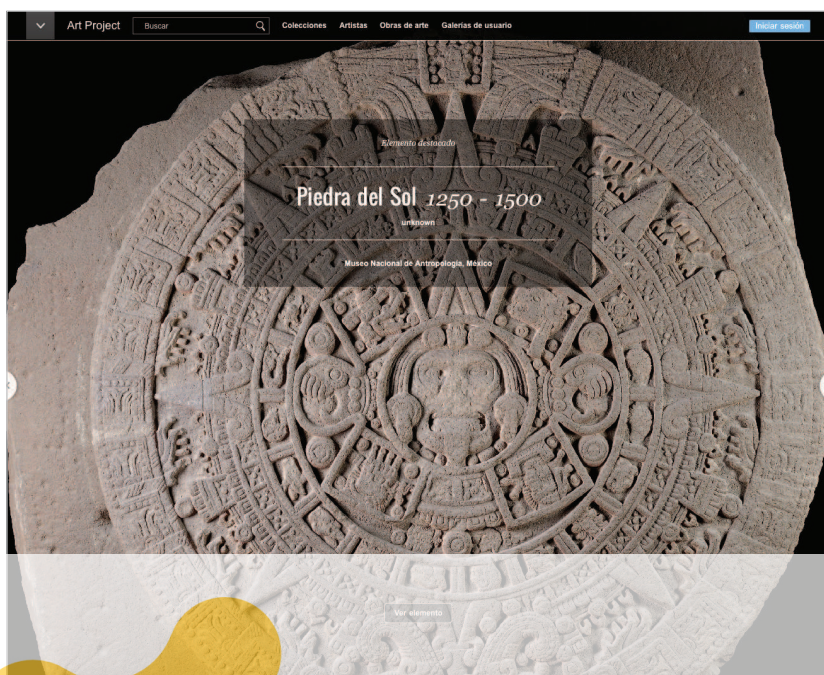 Art Project
Buscar
Colecciones Artistas Obras de arte Galerías de usuario
Iniciar sesión
Elemento destacado
Piedra del Sol 1250 - 1500
unknown
Museo Nacional de Antropología, México
Ver elemento